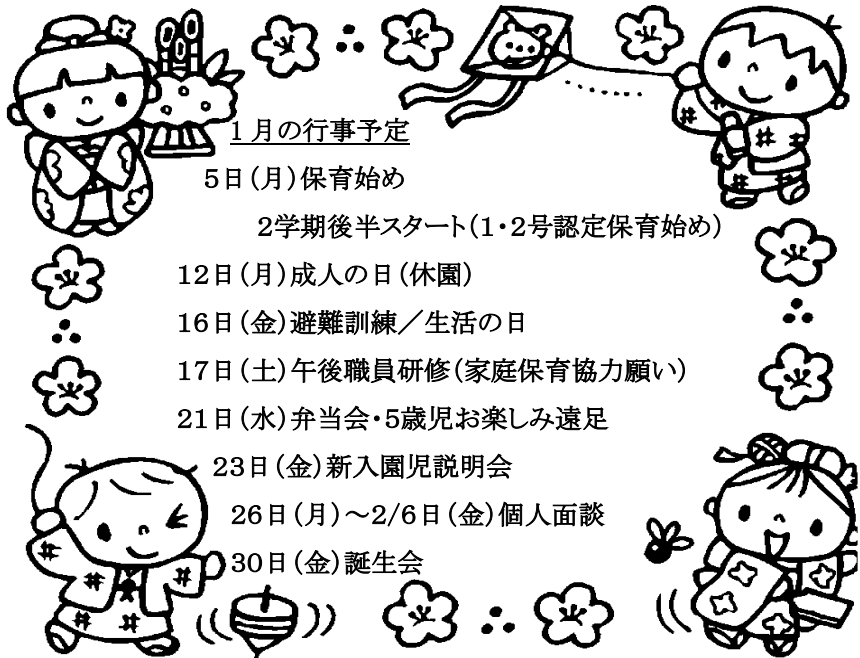 １月の行事予定
５日（月）保育始め
２学期後半スタート（１・２号認定保育始め）
１２日（月）成人の日（休園）
１６日（金）避難訓練／生活の日
１７日（土）午後職員研修（家庭保育協力願い）
２１日（水）弁当会・５歳児お楽しみ遠足
２３日（金）新入園児説明会
２６日（月）～２/６日（金）個人面談
３０日（金）誕生会